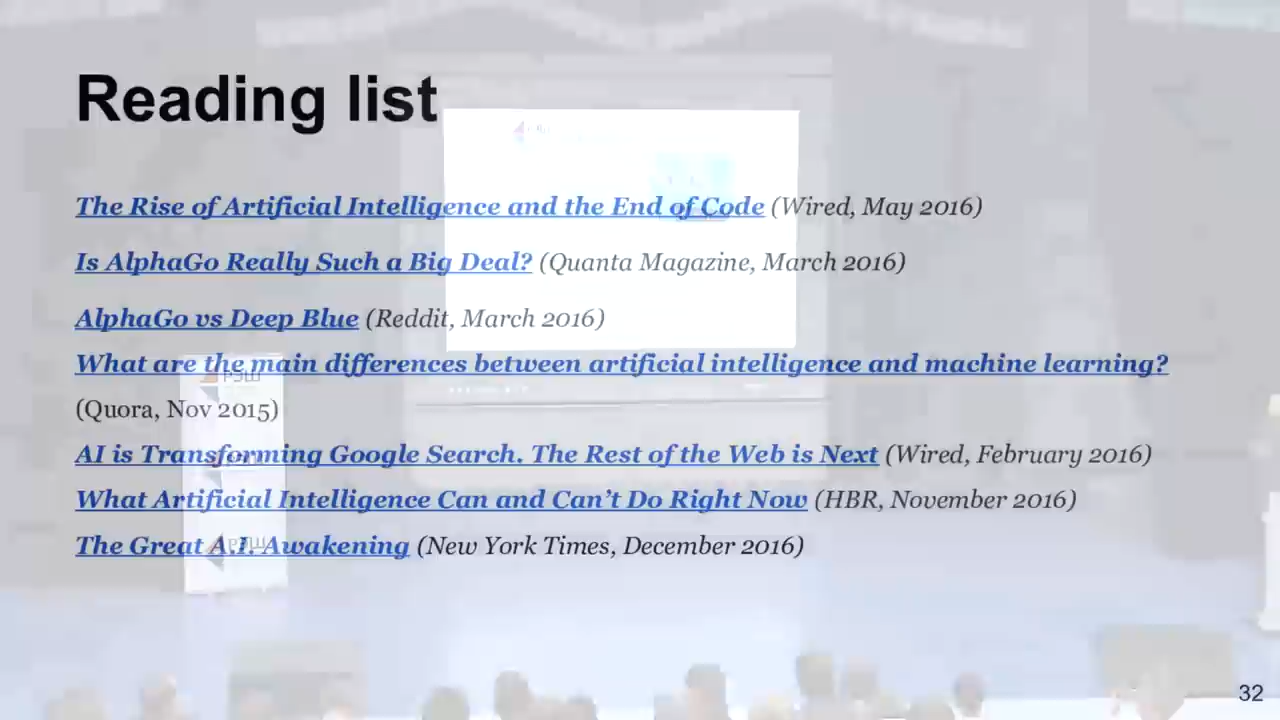 Reading list
The Rise of Artificial Intelligence and the End of Code (Wired, May 2016)
Is AlphaGo Really Such a Big Deal? (Quanta Magazine, March 2016)
AlphaGo vs Deep Blue (Reddit, March 2016)
What are the main differences between artificial intelligence and machine learning?
(Quora, Nov 2015)
AI is Transforming Google Search. The Rest of the Web is Next (Wired, February 2016)
What Artificial Intelligence Can and Can’t Do Right Now (HBR, November 2016)
The Great A.I. Awakening (New York Times, December 2016)
32